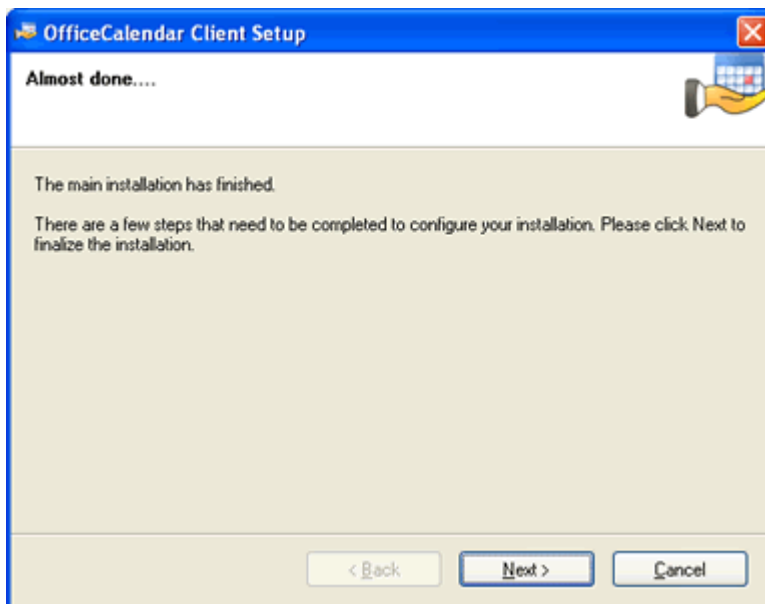 OfficeCalendar Client Setup
Almost done....
The main installation has finished.
There are a few steps that need to be completed to configure your installation. Please click Next to
finalize the installation.
< Back
Next >
Cancel